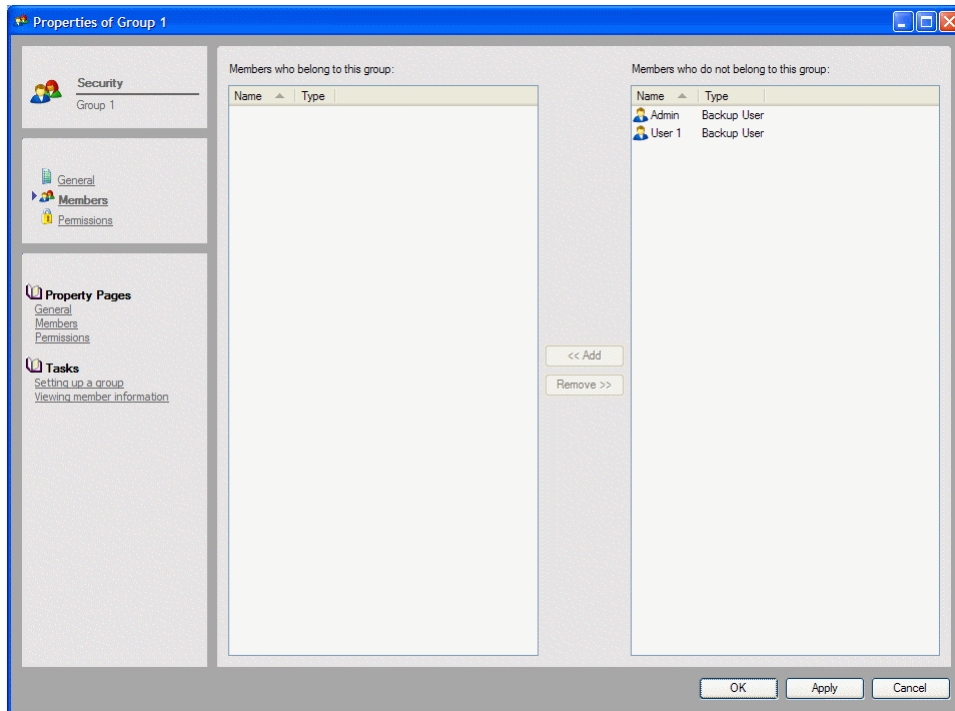 Properties of Group 1
Security
Group 1
General
Members
Permissions
Property Pages
General
Members
Permissions
Tasks
Setting up a group
Viewing member information
Members who belong to this group:
Name Type
<< Add
Remove >>
Members who do not belong to this group:
Name Type
Admin Backup User
User 1 Backup User
OK Apply Cancel